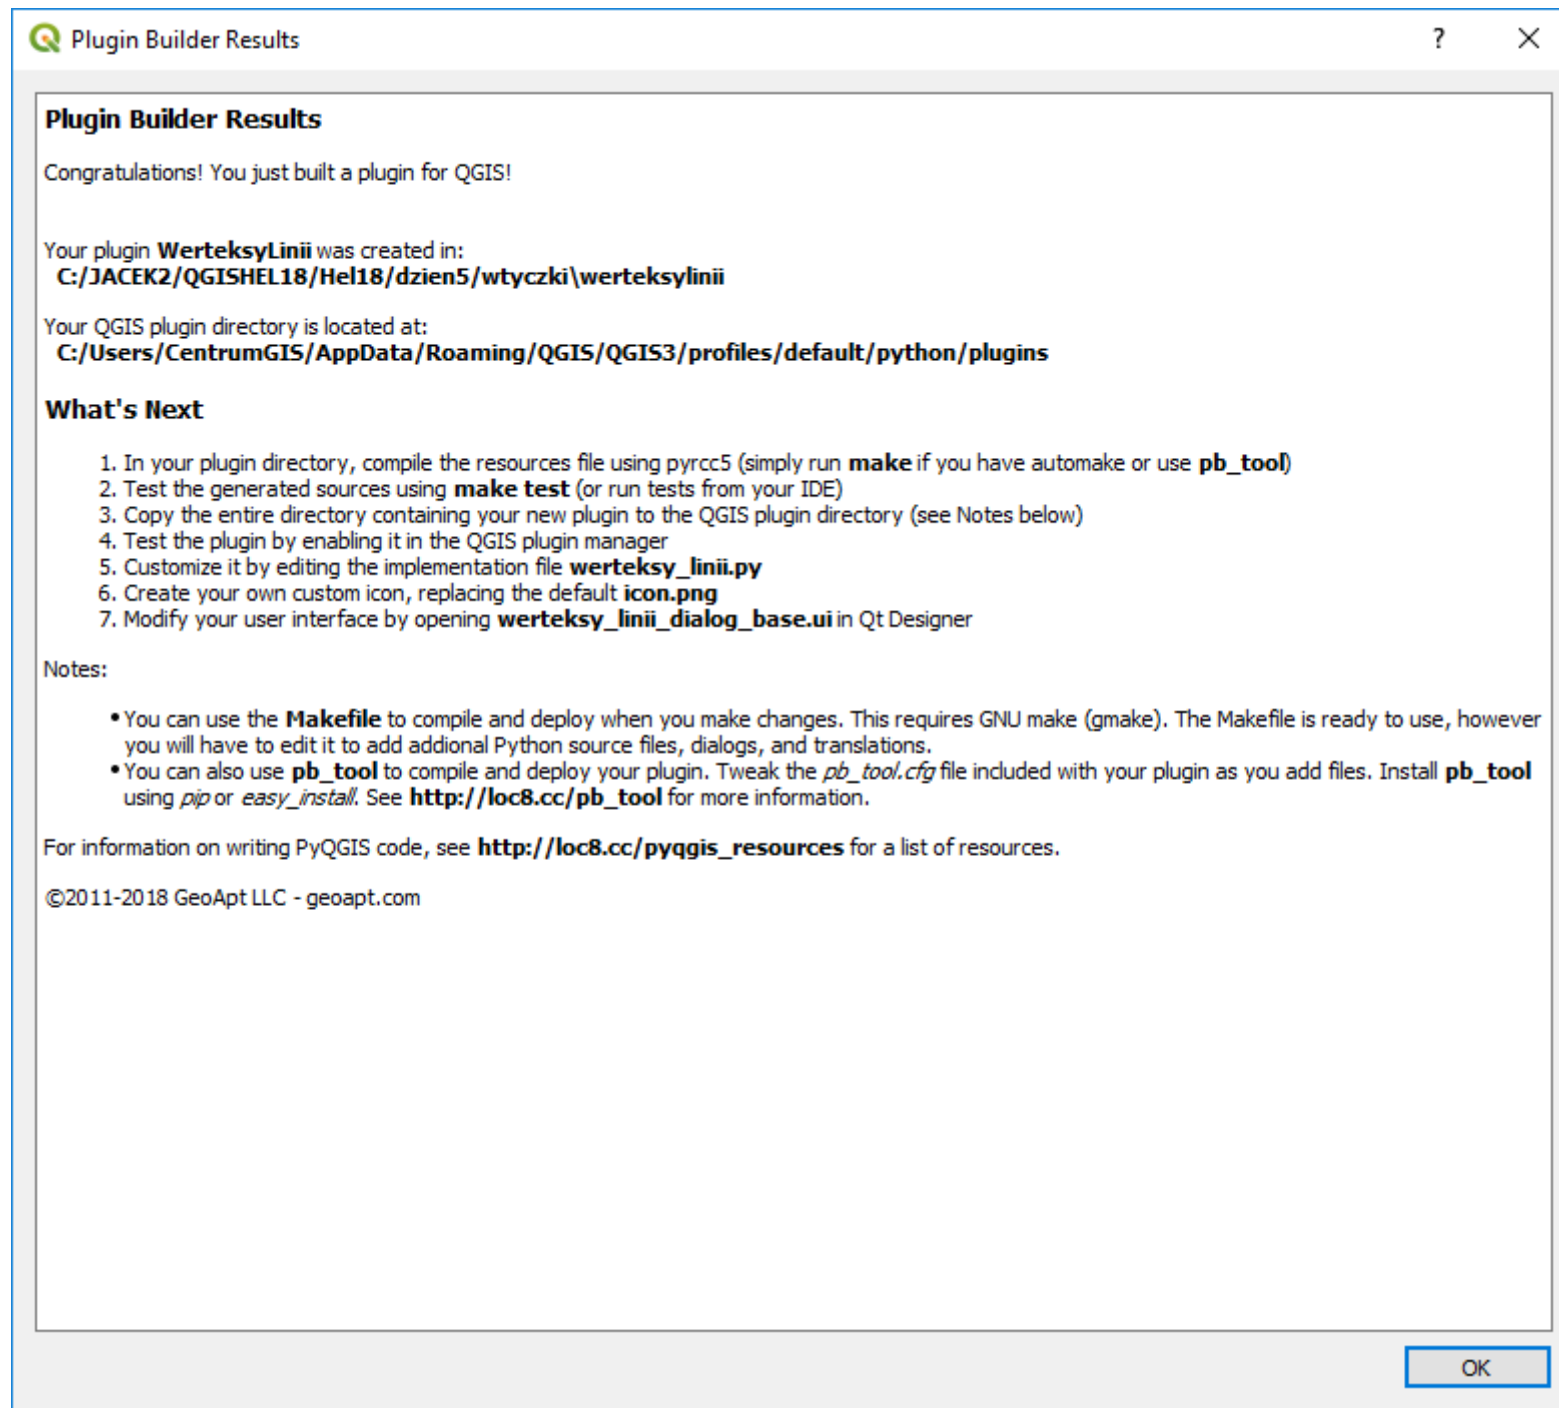 Plugin Builder Results
Plugin Builder Results
Congratulations! You just built a plugin for QGIS!
Your plugin WerteksyLinii was created in:
C:/JACEK2/QGISHEL18/Hel18/dzien5/wtyczki\werteksylinii
Your QGIS plugin directory is located at:
C:/Users/CentrumGIS/AppData/Roaming/QGIS/QGIS3/profiles/default/python/plugins
What's Next
1. In your plugin directory, compile the resources file using pyrcc5 (simply run make if you have automake or use pb_tool)
2. Test the generated sources using make test (or run tests from your IDE)
3. Copy the entire directory containing your new plugin to the QGIS plugin directory (see Notes below)
4. Test the plugin by enabling it in the QGIS plugin manager
5. Customize it by editing the implementation file werteksy_linii.py
6. Create your own custom icon, replacing the default icon.png
7. Modify your user interface by opening werteksy_linii_dialog_base.ui in Qt Designer
Notes:
• You can use the Makefile to compile and deploy when you make changes. This requires GNU make (gmake). The Makefile is ready to use, however
you will have to edit it to add addional Python source files, dialogs, and translations.
• You can also use pb_tool to compile and deploy your plugin. Tweak the pb_tool.cfg file included with your plugin as you add files. Install pb_tool
using pip or easy_install. See http://loc8.cc/pb_tool for more information.
For information on writing PyQGIS code, see http://loc8.cc/pyqgis_resources for a list of resources.
©2011-2018 GeoApt LLC - geoapt.com
OK